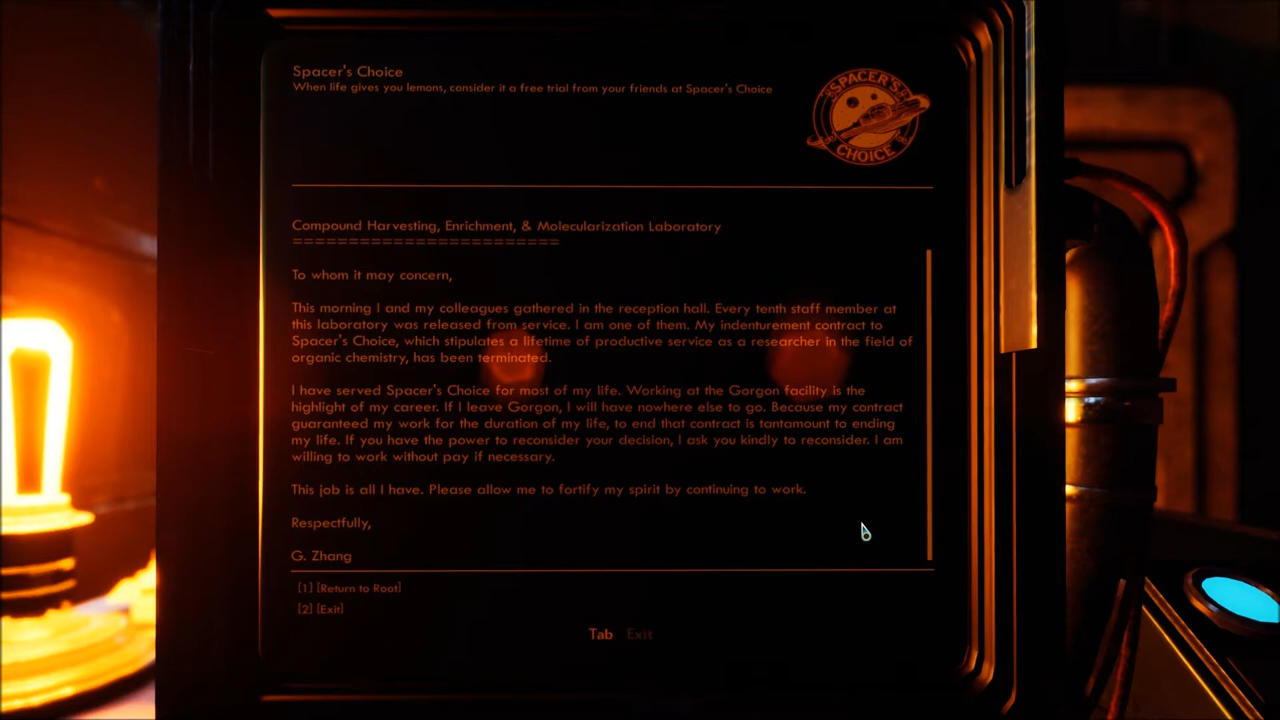 Spacer's Choice
When life gives you lemons, consider it a free trial from your friends at Spacer's Choice
SPACER'S
CHOICE
Compound Harvesting, Enrichment, & Molecularization Laboratory
========================
To whom it may concern,
This morning I and my colleagues gathered in the reception hall. Every tenth staff member at
this laboratory was released from service. I am one of them. My indenturement contract to
Spacer's Choice, which stipulates a lifetime of productive service as a researcher in the field of
organic chemistry, has been terminated.
I have served Spacer's Choice for most of my life. Working at the Gorgon facility is the
highlight of my career. If I leave Gorgon, I will have nowhere else to go. Because my contract
guaranteed my work for the duration of my life, to end that contract is tantamount to ending
my life. If you have the power to reconsider your decision, I ask you kindly to reconsider. I am
willing to work without pay if necessary.
This job is all I have. Please allow me to fortify my spirit by continuing to work.
Respectfully,
G. Zhang
[1] [Return to Root]
[2] [Exit]
Tab Exit